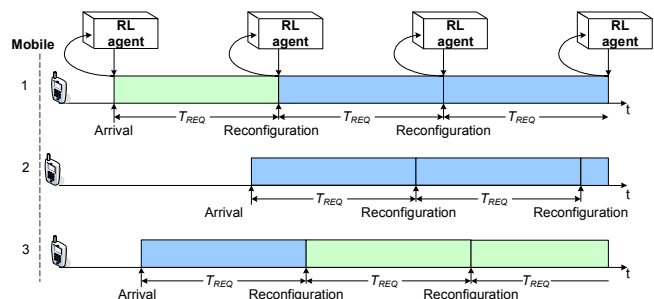 RL agent RL agent RL agent RL agent
Mobile
1
T_REQ T_REQ T_REQ t
Arrival Reconfiguration Reconfiguration
2
T_REQ T_REQ t
Arrival Reconfiguration Reconfiguration
3
T_REQ T_REQ T_REQ t
Arrival Reconfiguration Reconfiguration